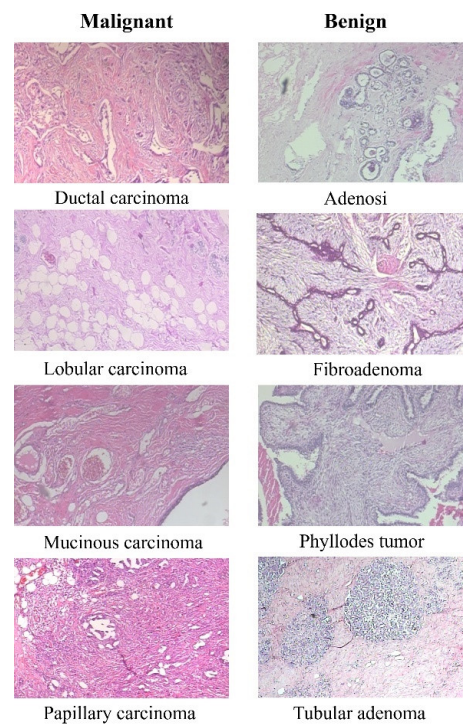 Malignant Benign
Ductal carcinoma Adenosi
Lobular carcinoma Fibroadenoma
Mucinous carcinoma Phyllodes tumor
Papillary carcinoma Tubular adenoma